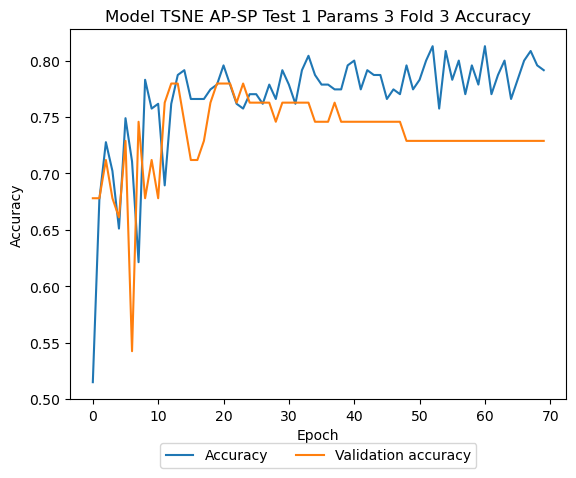 Model TSNE AP-SP Test 1 Params 3 Fold 3 Accuracy
Accuracy
0.80
0.75
0.70
0.65
0.60
0.55
0.50
0 10 20 30 40 50 60 70
Epoch
Accuracy Validation accuracy